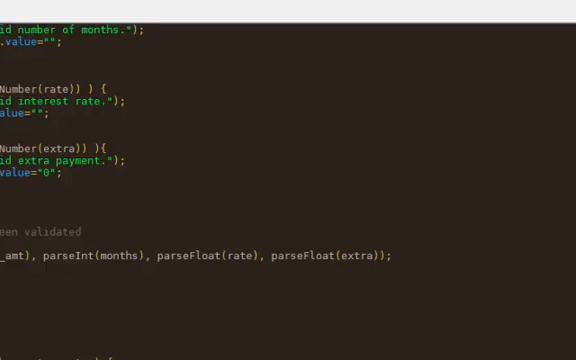 id number of months.");
.value="";
Number(rate)) ) {
id interest rate.");
alue="";
Number(extra)) ){
id extra payment.");
value="0";
een validated
_amt), parseInt(months), parseFloat(rate), parseFloat(extra));